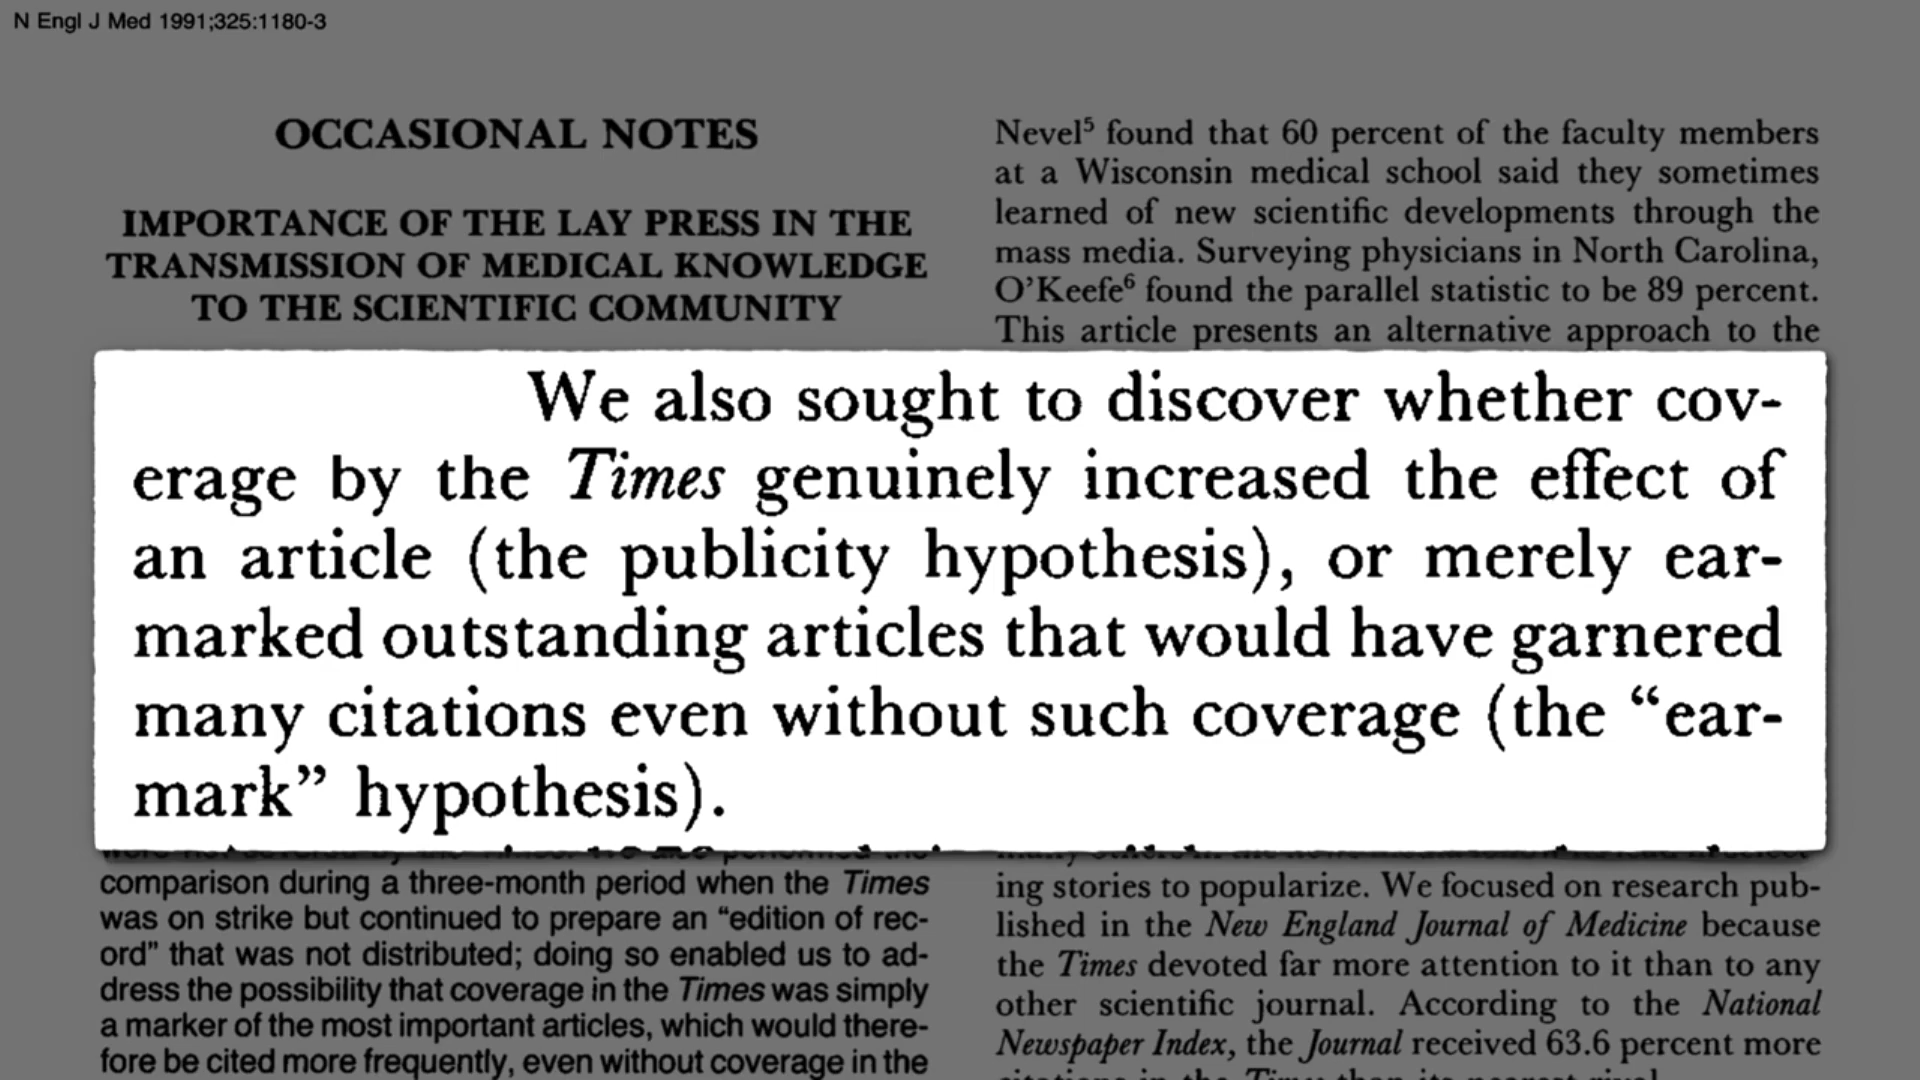 N Engl J Med 1991;325:1180-3
OCCASIONAL NOTES
IMPORTANCE OF THE LAY PRESS IN THE
TRANSMISSION OF MEDICAL KNOWLEDGE
TO THE SCIENTIFIC COMMUNITY
Nevel⁵ found that 60 percent of the faculty members
at a Wisconsin medical school said they sometimes
learned of new scientific developments through the
mass media. Surveying physicians in North Carolina,
O’Keefe⁶ found the parallel statistic to be 89 percent.
This article presents an alternative approach to the
We also sought to discover whether cov-
erage by the Times genuinely increased the effect of
an article (the publicity hypothesis), or merely ear-
marked outstanding articles that would have garnered
many citations even without such coverage (the “ear-
mark” hypothesis).
comparison during a three-month period when the Times
was on strike but continued to prepare an “edition of rec-
ord” that was not distributed; doing so enabled us to ad-
dress the possibility that coverage in the Times was simply
a marker of the most important articles, which would there-
fore be cited more frequently, even without coverage in the
ing stories to popularize. We focused on research pub-
lished in the New England Journal of Medicine because
the Times devoted far more attention to it than to any
other scientific journal. According to the National
Newspaper Index, the Journal received 63.6 percent more